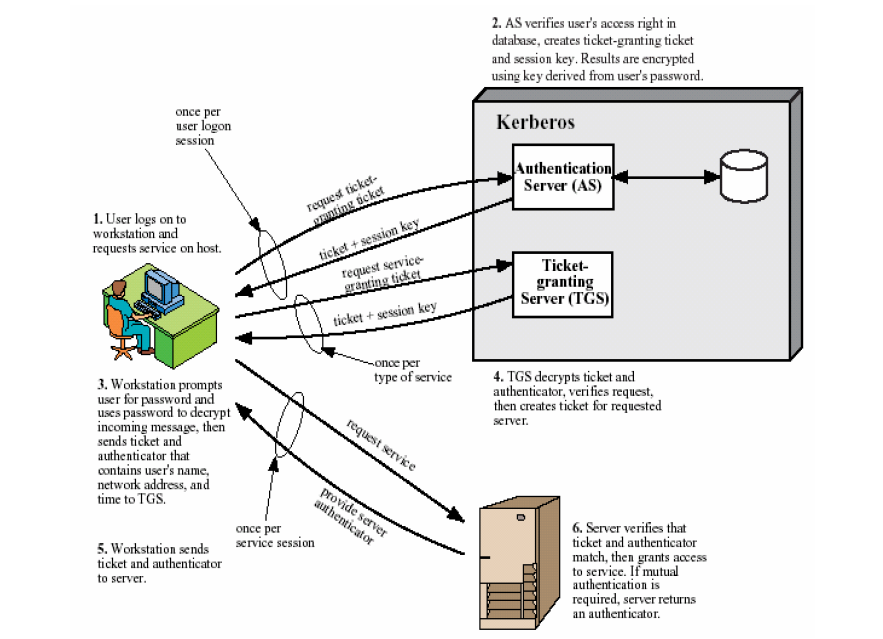 2. AS verifies user's access right in
database, creates ticket-granting ticket
and session key. Results are encrypted
using key derived from user's password.
once per
user logon
session
Kerberos
Authentication
Server (AS)
request ticket-
granting ticket
1. User logs on to
workstation and
requests service on host.
ticket + session key
request service-
granting ticket
Ticket-
granting
Server (TGS)
ticket + session key
once per
type of service
3. Workstation prompts
user for password and
uses password to decrypt
incoming message, then
sends ticket and
authenticator that
contains user's name,
network address, and
time to TGS.
4. TGS decrypts ticket and
authenticator, verifies request,
then creates ticket for requested
server.
request service
provide server
authenticator
once per
service session
5. Workstation sends
ticket and authenticator
to server.
6. Server verifies that
ticket and authenticator
match, then grants access
to service. If mutual
authentication is
required, server returns
an authenticator.